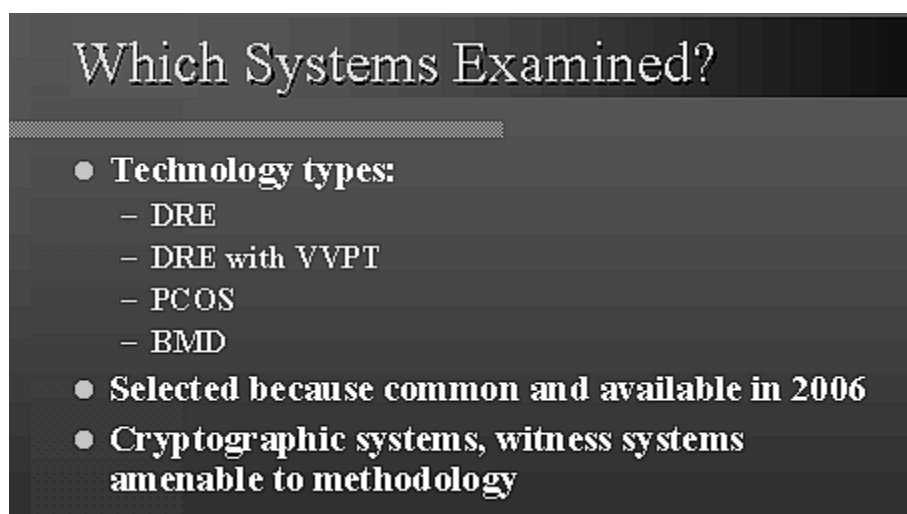 Which Systems Examined?
● Technology types:
– DRE
– DRE with VVPT
– PCOS
– BMD
● Selected because common and available in 2006
● Cryptographic systems, witness systems
amenable to methodology